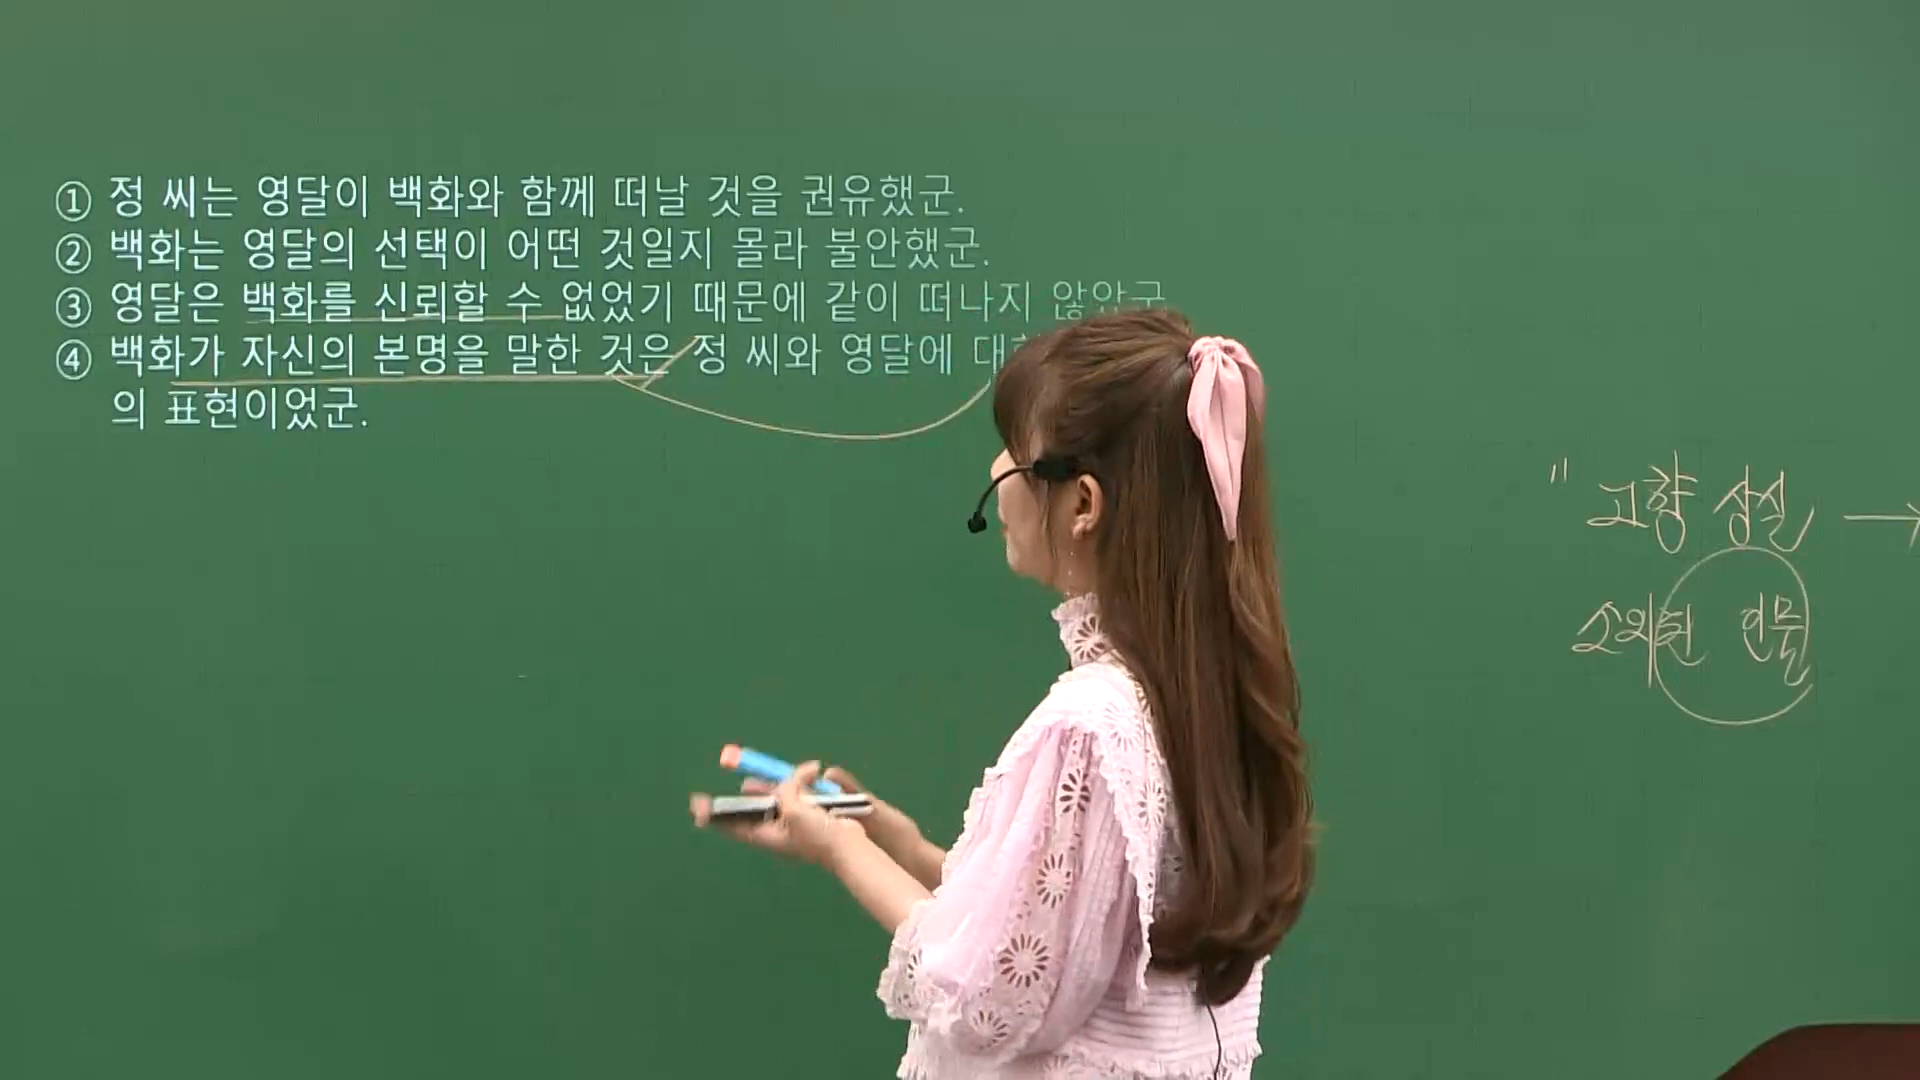 ① 정 씨는 영달이 백화와 함께 떠날 것을 권유했군.
② 백화는 영달의 선택이 어떤 것일지 몰라 불안했군.
③ 영달은 백화를 신뢰할 수 없었기 때문에 같이 떠나지 않았군
④ 백화가 자신의 본명을 말한 것은 정 씨와 영달에 대한
의 표현이었군.
" 고향 상실 →
소외된 인물